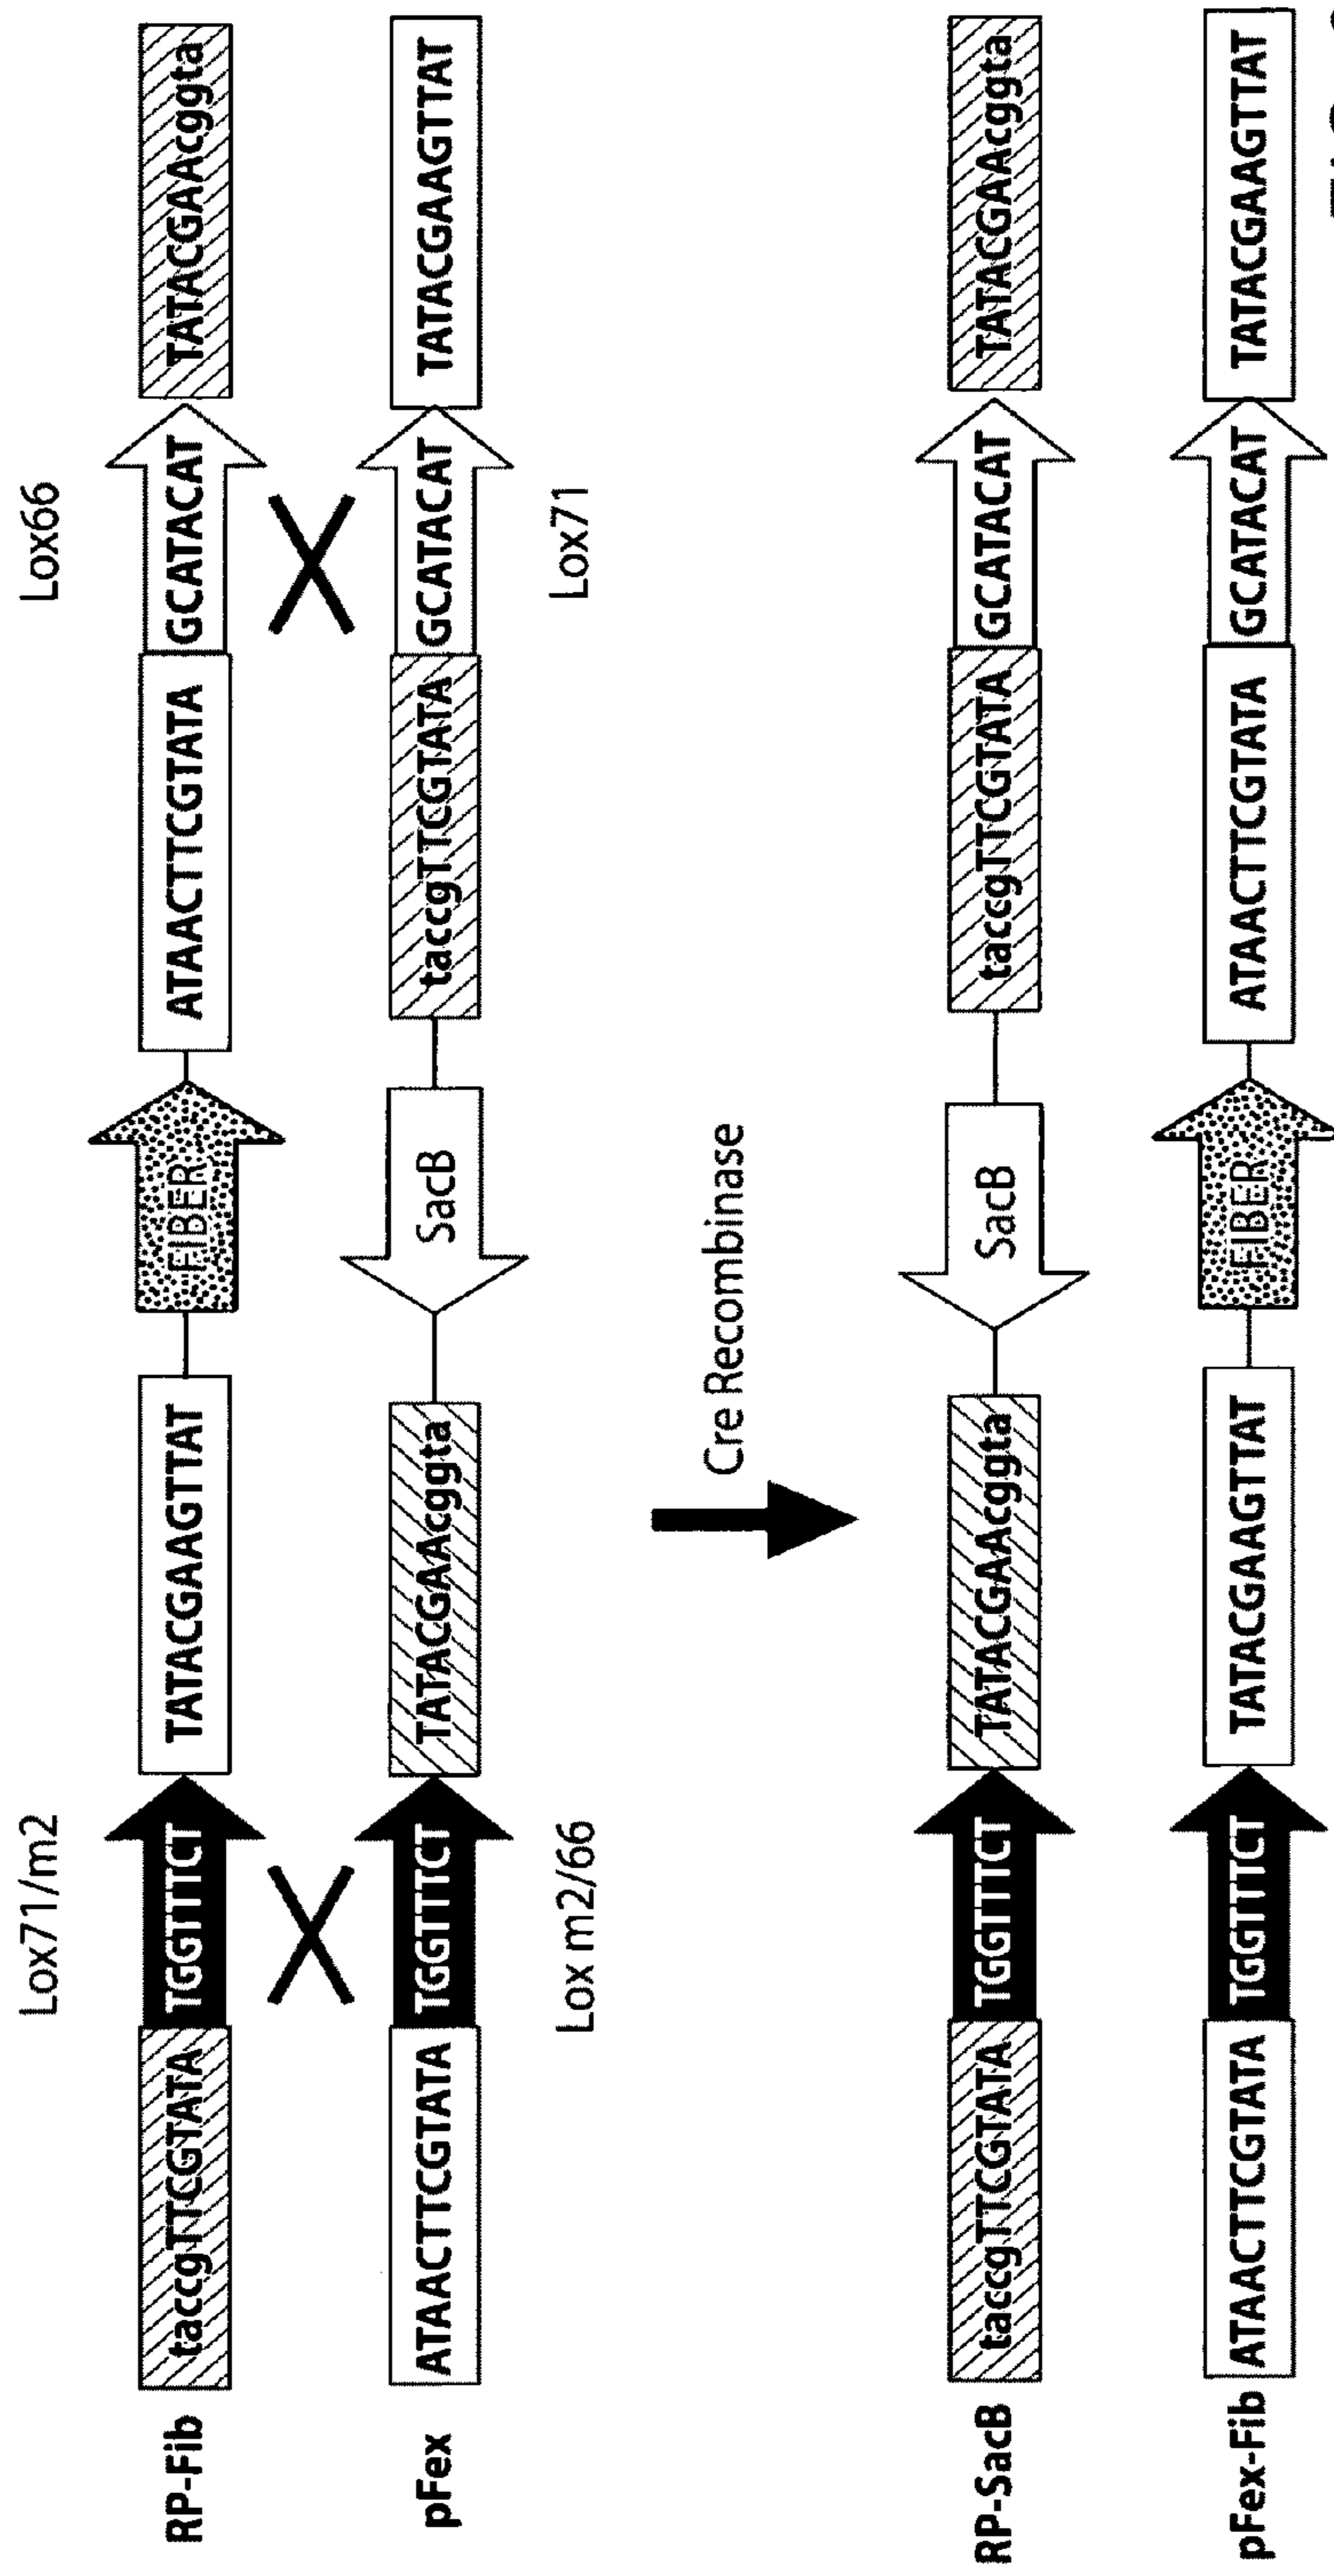 Lox71/m2 Lox66
RP-Fib taccgTTCGTATA TGGTTTCT TATACGAAGTTAT FIBER ATAACTTCGTATA GCATACAT TATACGAAcggta
pFex ATAACTTCGTATA TGGTTTCT TATACGAAcggta SacB taccgTTCGTATA GCATACAT TATACGAAGTTAT
Lox m2/66 Lox71
Cre Recombinase
RP-SacB taccgTTCGTATA TGGTTTCT TATACGAAcggta SacB taccgTTCGTATA GCATACAT TATACGAAcggta
pFex-Fib ATAACTTCGTATA TGGTTTCT TATACGAAGTTAT FIBER ATAACTTCGTATA GCATACAT TATACGAAGTTAT